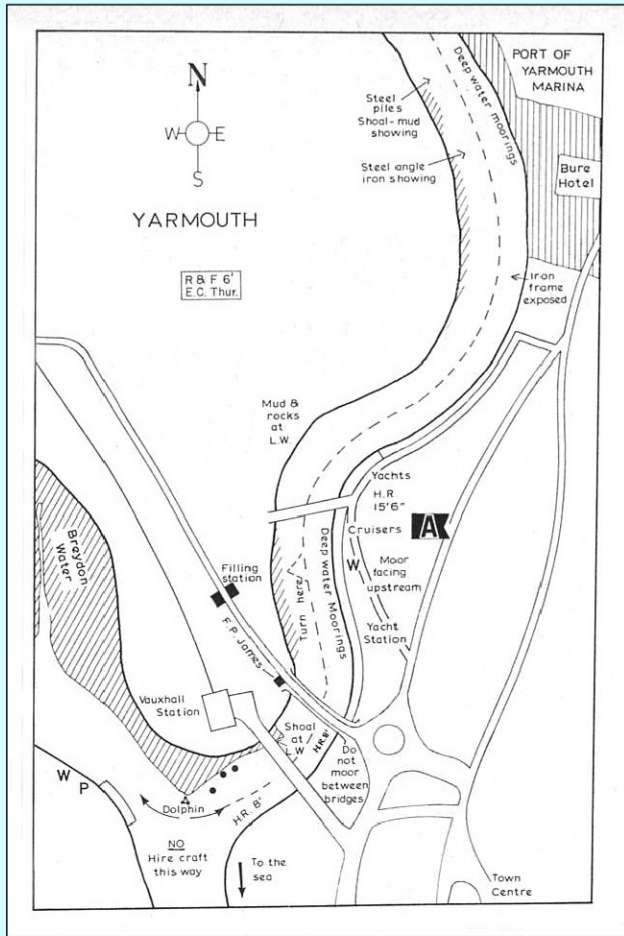 PORT OF
YARMOUTH
MARINA
Deep water moorings
N
W E
S
Steel
piles
Shoal-mud
showing
Steel angle
iron showing
Bure
Hotel
YARMOUTH
R & F 6'
E.C. Thur.
Iron
frame
exposed
Mud &
rocks
at
L.W.
Yachts
H.R
15'6"
Cruisers
A
W
Moor
facing
upstream
Yacht
Station
Deep water Moorings
Turn here
Breydon
Water
Filling
station
F.P. James
Vauxhall
Station
Shoal
at
L.W
H.R. 8'
Do
not
moor
between
bridges
W
P
Dolphin
H.R. 8'
NO
Hire craft
this way
To the
sea
Town
Centre